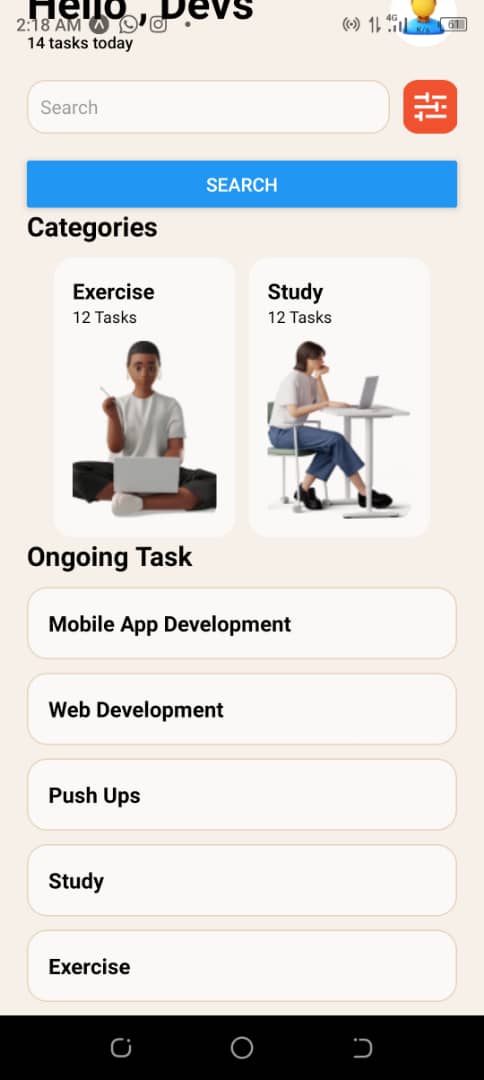 Hello , Devs
2:18 AM
4G
61
14 tasks today
Search
SEARCH
Categories
Exercise
12 Tasks
Study
12 Tasks
Ongoing Task
Mobile App Development
Web Development
Push Ups
Study
Exercise